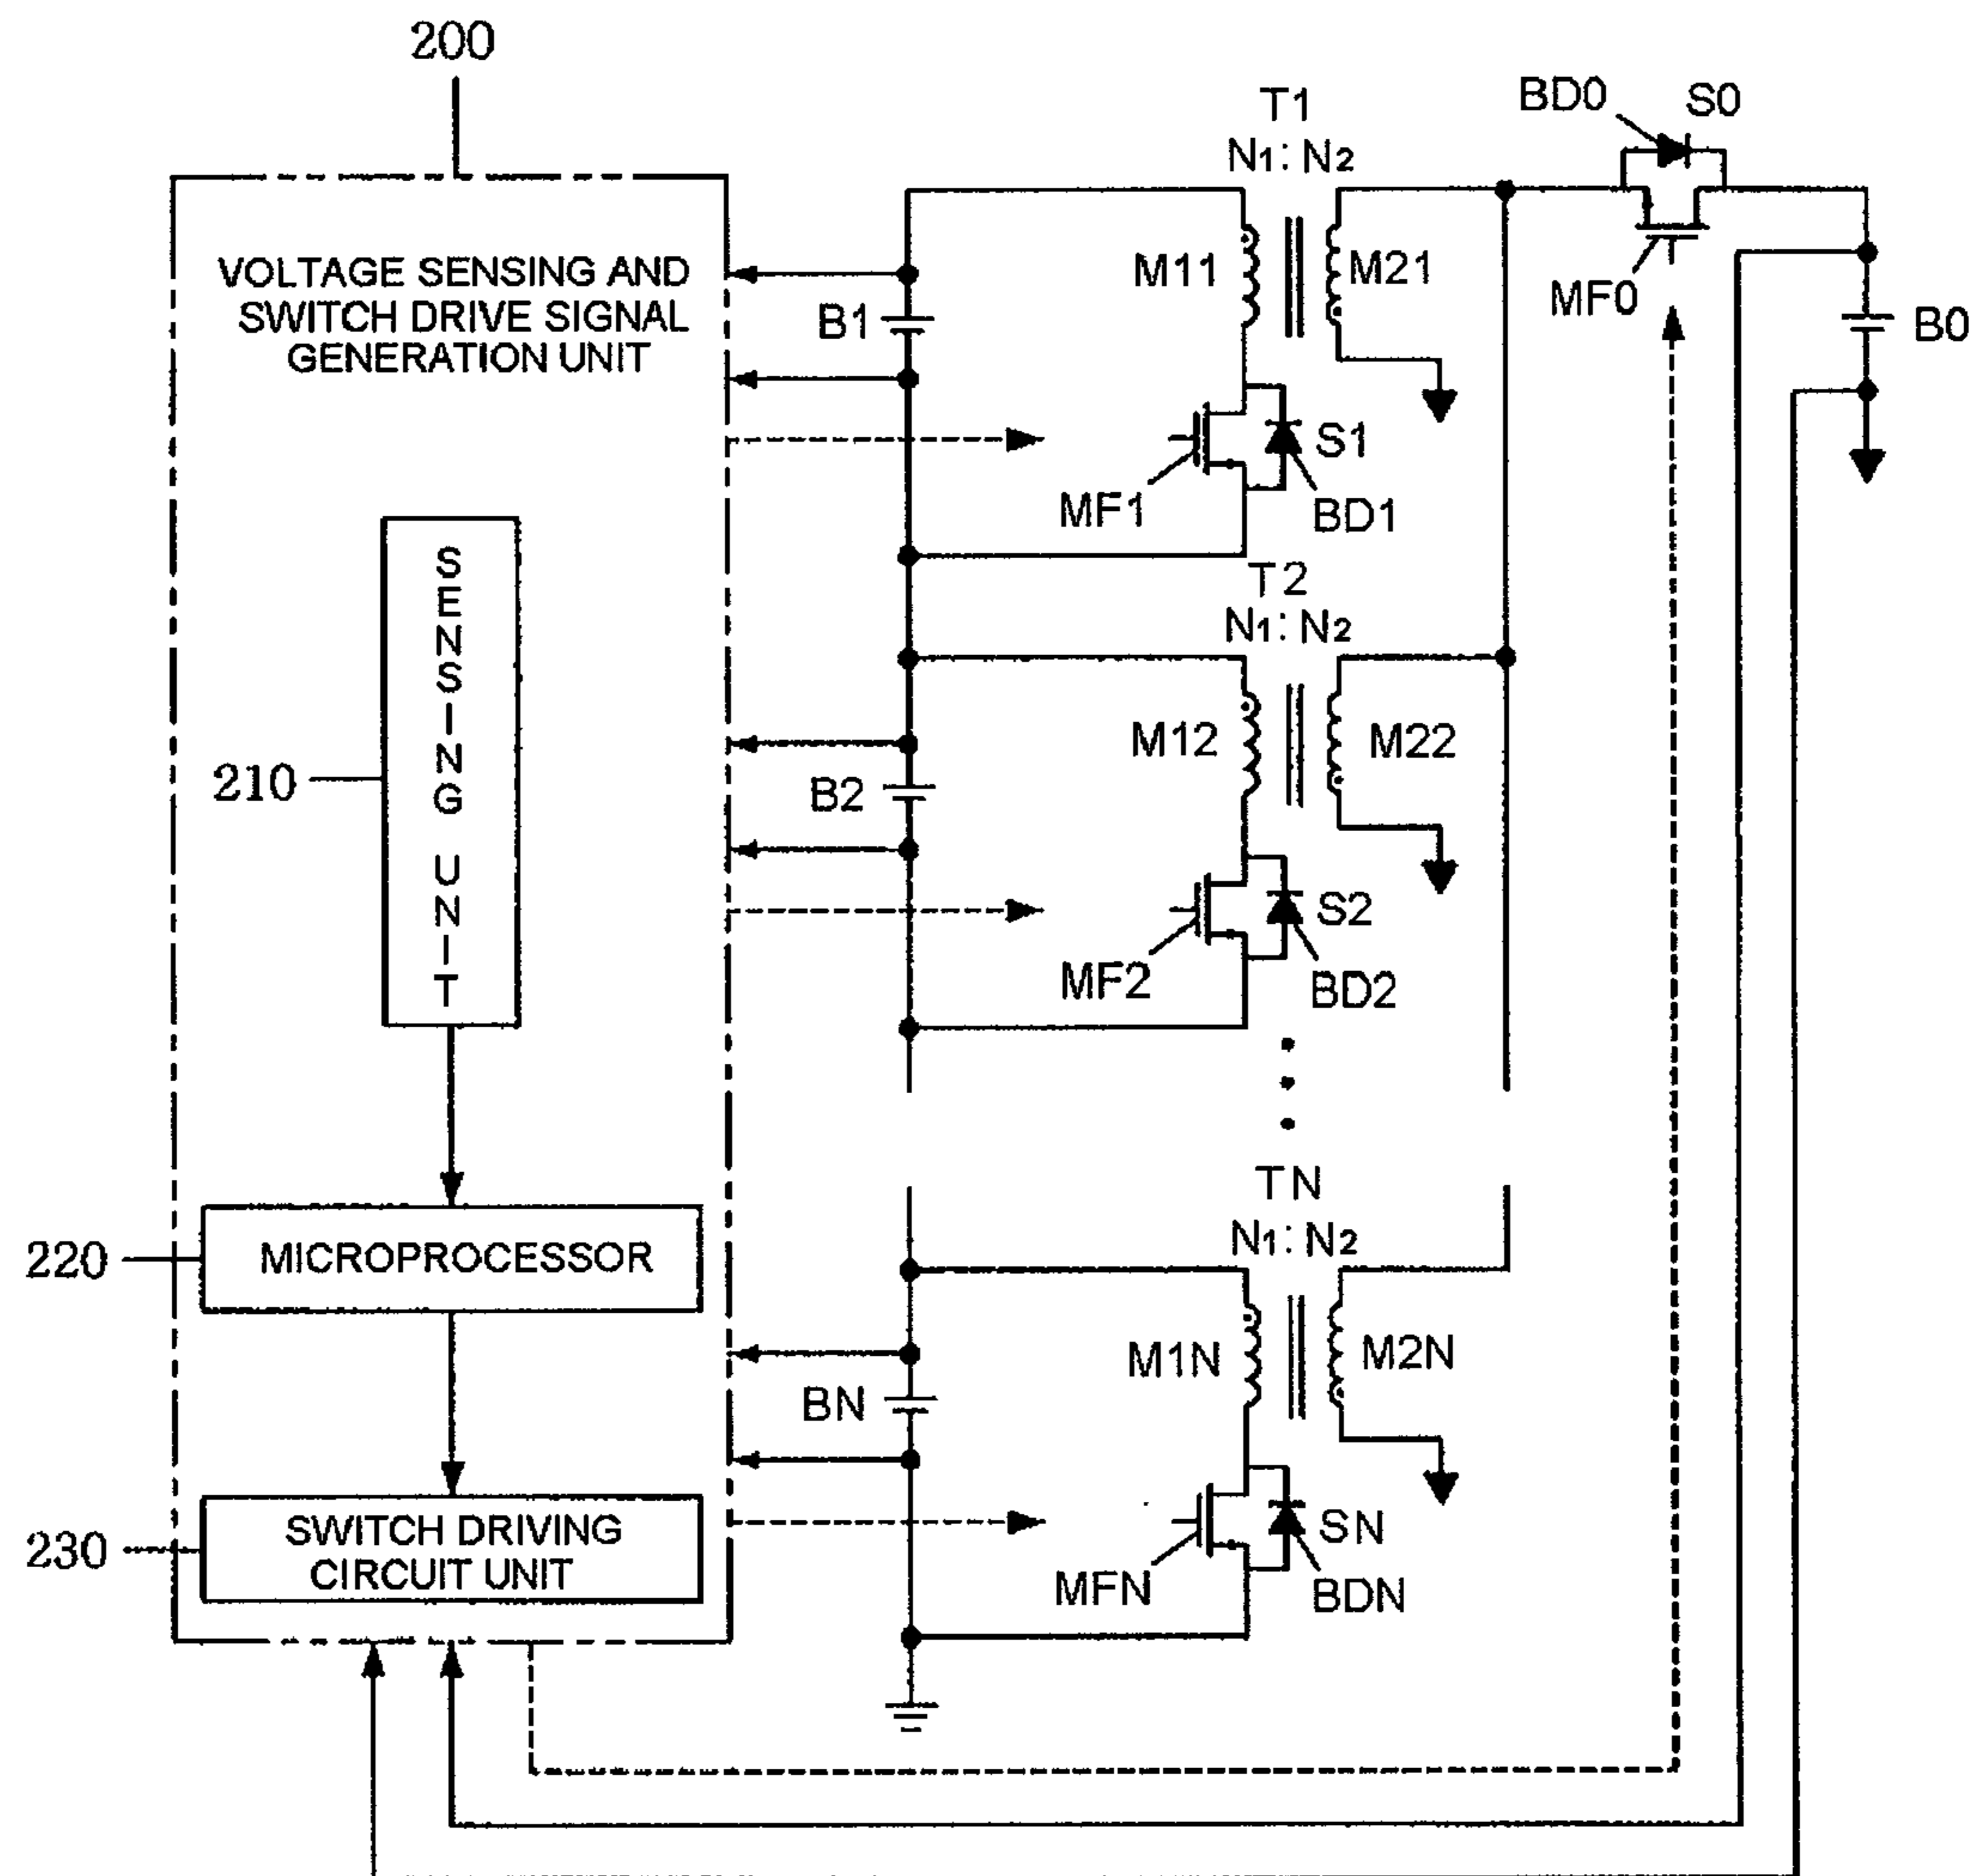 200
VOLTAGE SENSING AND
SWITCH DRIVE SIGNAL
GENERATION UNIT
SENSING UNIT
210
220
MICROPROCESSOR
230
SWITCH DRIVING
CIRCUIT UNIT
T1
N1:N2
M11
M21
B1
S1
MF1
BD1
BD0
S0
MF0
B0
T2
N1:N2
M12
M22
B2
S2
MF2
BD2
TN
N1:N2
M1N
M2N
BN
SN
MFN
BDN